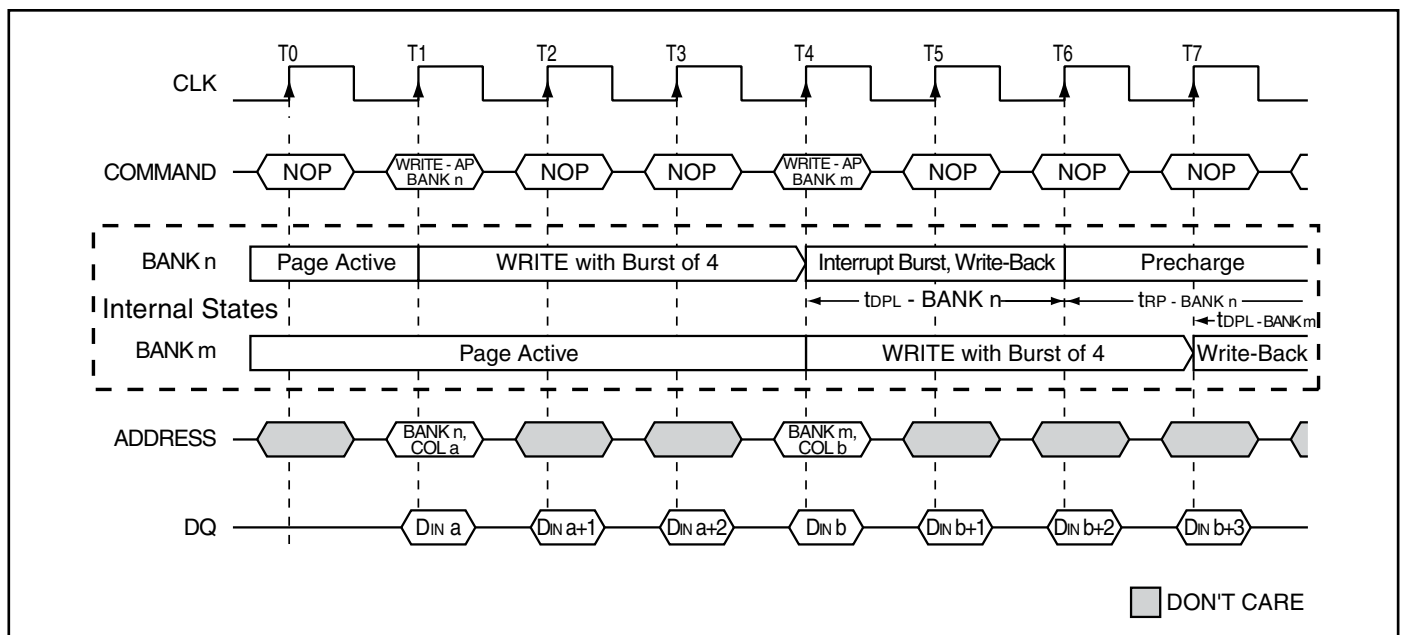 T0 T1 T2 T3 T4 T5 T6 T7
CLK
COMMAND NOP WRITE - AP BANK n NOP NOP WRITE - AP BANK m NOP NOP NOP
BANK n Page Active WRITE with Burst of 4 Interrupt Burst, Write-Back Precharge
Internal States tDPL - BANK n tRP - BANK n
tDPL - BANK m
BANK m Page Active WRITE with Burst of 4 Write-Back
ADDRESS BANK n, COL a BANK m, COL b
DQ DIN a DIN a+1 DIN a+2 DIN b DIN b+1 DIN b+2 DIN b+3
DON'T CARE